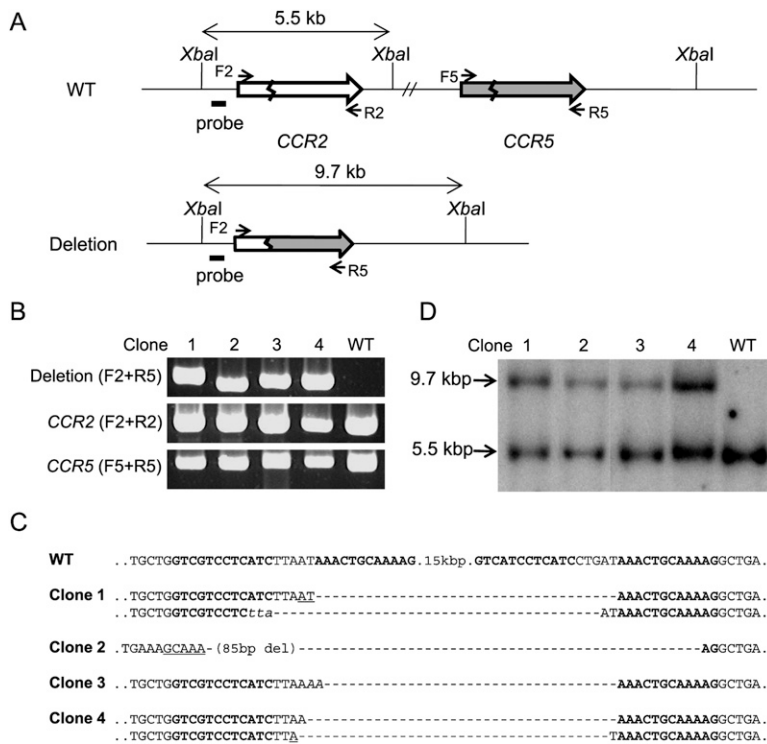 A
5.5 kb
XbaI
XbaI
XbaI
WT
F2
F5
probe
R2
R5
CCR2
CCR5
9.7 kb
XbaI
XbaI
F2
Deletion
probe
R5
B
Clone 1 2 3 4 WT
Deletion (F2+R5)
CCR2 (F2+R2)
CCR5 (F5+R5)
D
Clone 1 2 3 4 WT
9.7 kbp
5.5 kbp
C
WT ..TGCTGGTCGTCCTCATCTTAATAAACTGCAAAAG.15kbp.GTCATCCTCATCCTGATAAACTGCAAAAGGCTGA.
Clone 1 ..TGCTGGTCGTCCTCATCTTAAT-----------------------------------AAACTGCAAAAGGCTGA.
..TGCTGGTCGTCCTCtta--------------------------------------ATAAACTGCAAAAGGCTGA.
Clone 2 .TGAAAGCAAA-(85bp del)-----------------------------------------------AGGCTGA.
Clone 3 ..TGCTGGTCGTCCTCATCTTAAAA----------------------------------AAACTGCAAAAGGCTGA.
Clone 4 ..TGCTGGTCGTCCTCATCTTAA------------------------------------AAACTGCAAAAGGCTGA.
..TGCTGGTCGTCCTCATCTTA------------------------------------TAAACTGCAAAAGGCTGA.